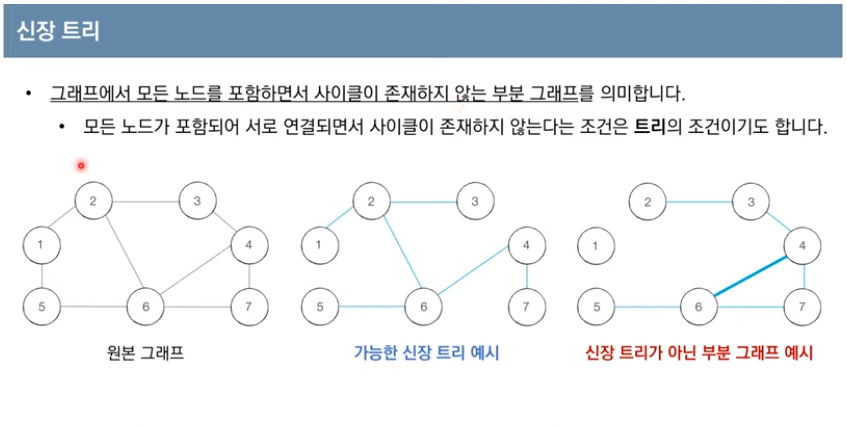 신장 트리
• 그래프에서 모든 노드를 포함하면서 사이클이 존재하지 않는 부분 그래프를 의미합니다.
• 모든 노드가 포함되어 서로 연결되면서 사이클이 존재하지 않는다는 조건은 트리의 조건이기도 합니다.
2 3
1 4
5 6 7
원본 그래프
2 3
1 4
5 6 7
가능한 신장 트리 예시
2 3
1 4
5 6 7
신장 트리가 아닌 부분 그래프 예시